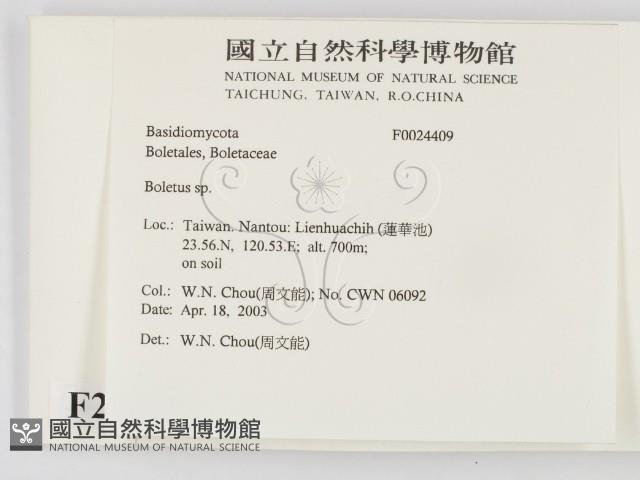 國立自然科學博物館
NATIONAL MUSEUM OF NATURAL SCIENCE
TAICHUNG, TAIWAN, R.O.CHINA
Basidiomycota F0024409
Boletales, Boletaceae
Boletus sp.
Loc.: Taiwan. Nantou: Lienhuachih (蓮華池)
23.56.N, 120.53.E; alt. 700m;
on soil
Col.: W.N. Chou(周文能); No. CWN 06092
Date: Apr. 18, 2003
Det.: W.N. Chou(周文能)
F2
國立自然科學博物館
NATIONAL MUSEUM OF NATURAL SCIENCE